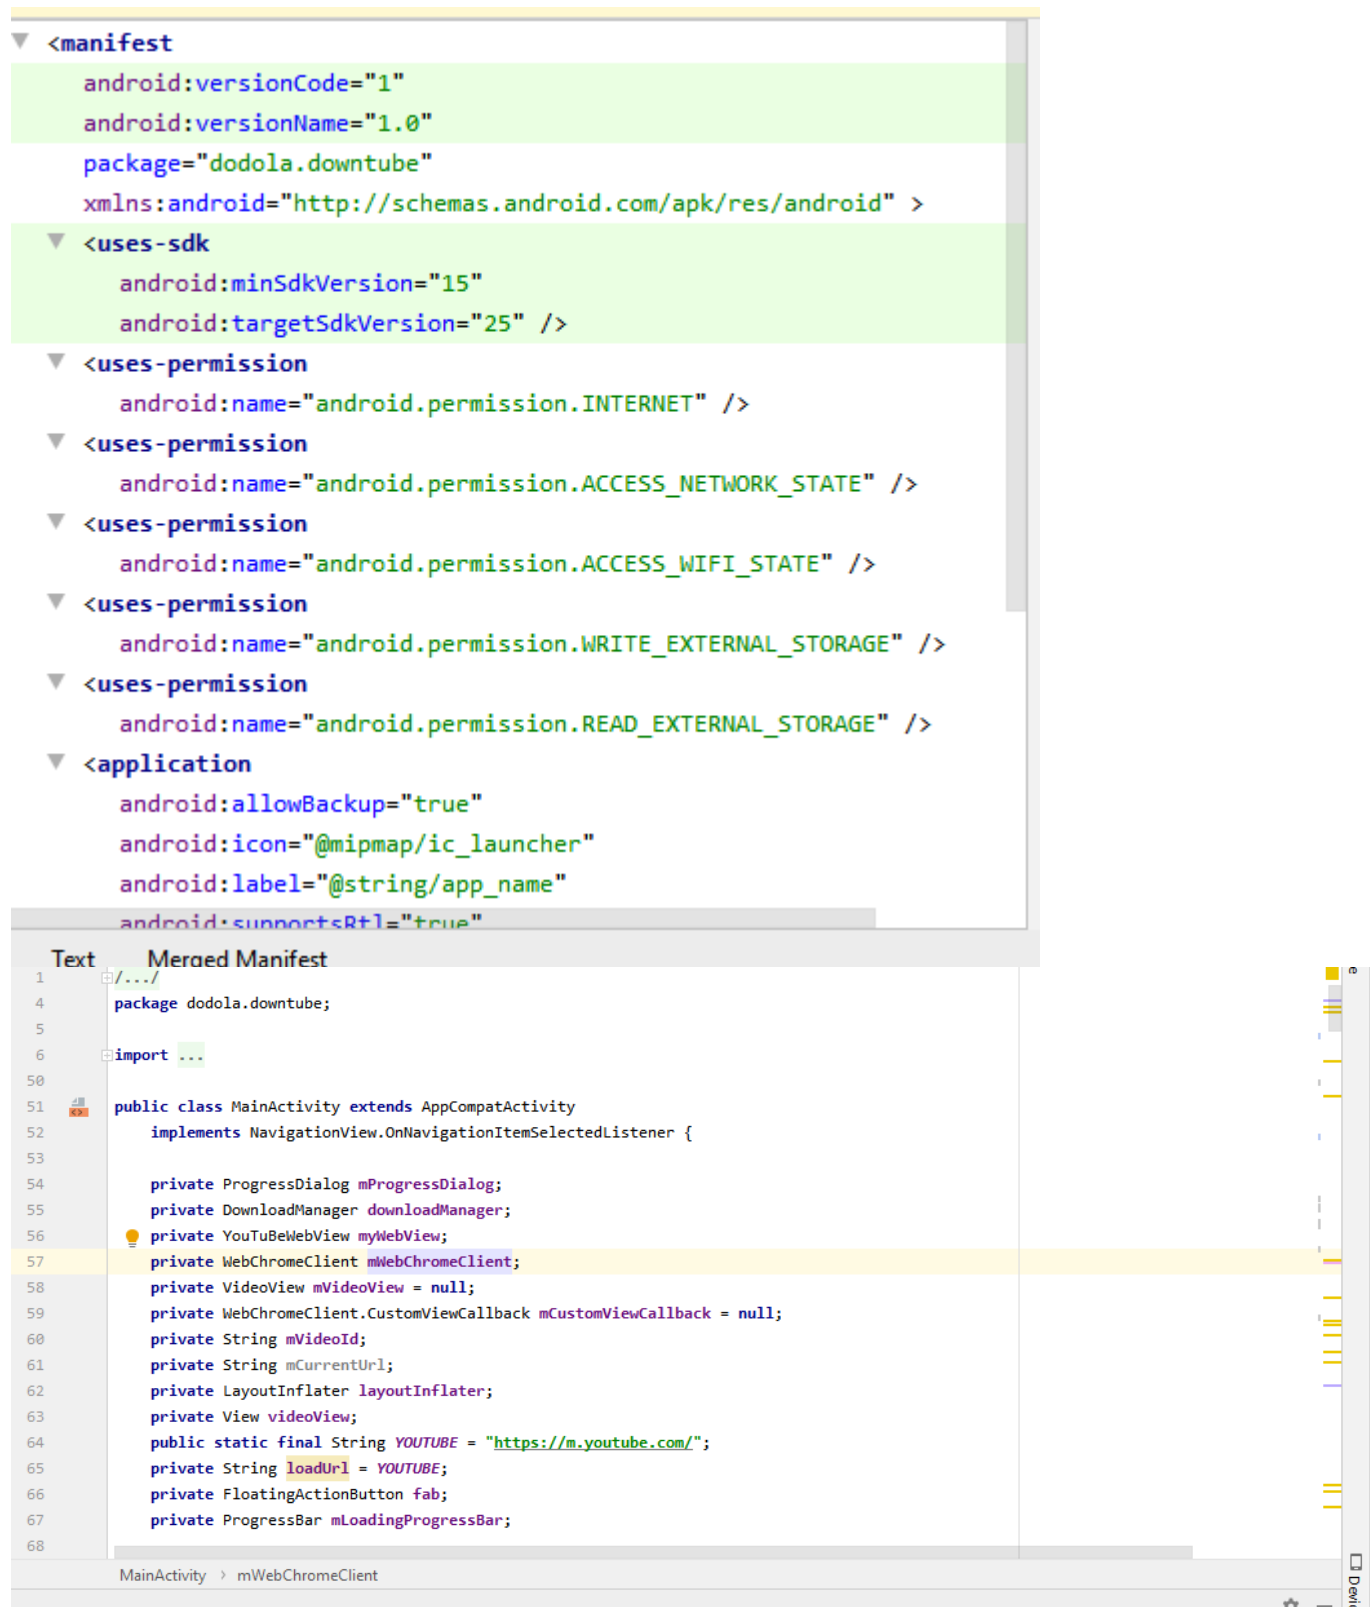 <manifest
android:versionCode="1"
android:versionName="1.0"
package="dodola.downtube"
xmlns:android="http://schemas.android.com/apk/res/android" >
<uses-sdk
android:minSdkVersion="15"
android:targetSdkVersion="25" />
<uses-permission
android:name="android.permission.INTERNET" />
<uses-permission
android:name="android.permission.ACCESS_NETWORK_STATE" />
<uses-permission
android:name="android.permission.ACCESS_WIFI_STATE" />
<uses-permission
android:name="android.permission.WRITE_EXTERNAL_STORAGE" />
<uses-permission
android:name="android.permission.READ_EXTERNAL_STORAGE" />
<application
android:allowBackup="true"
android:icon="@mipmap/ic_launcher"
android:label="@string/app_name"
android:supportsRtl="true"
Text Merged Manifest
1 /.../
4 package dodola.downtube;
5
6 import ...
50
51 public class MainActivity extends AppCompatActivity
52 implements NavigationView.OnNavigationItemSelectedListener {
53
54 private ProgressDialog mProgressDialog;
55 private DownloadManager downloadManager;
56 private YouTuBeWebView myWebView;
57 private WebChromeClient mWebChromeClient;
58 private VideoView mVideoView = null;
59 private WebChromeClient.CustomViewCallback mCustomViewCallback = null;
60 private String mVideoId;
61 private String mCurrentUrl;
62 private LayoutInflater layoutInflater;
63 private View videoView;
64 public static final String YOUTUBE = "https://m.youtube.com/";
65 private String loadUrl = YOUTUBE;
66 private FloatingActionButton fab;
67 private ProgressBar mLoadingProgressBar;
68
MainActivity > mWebChromeClient